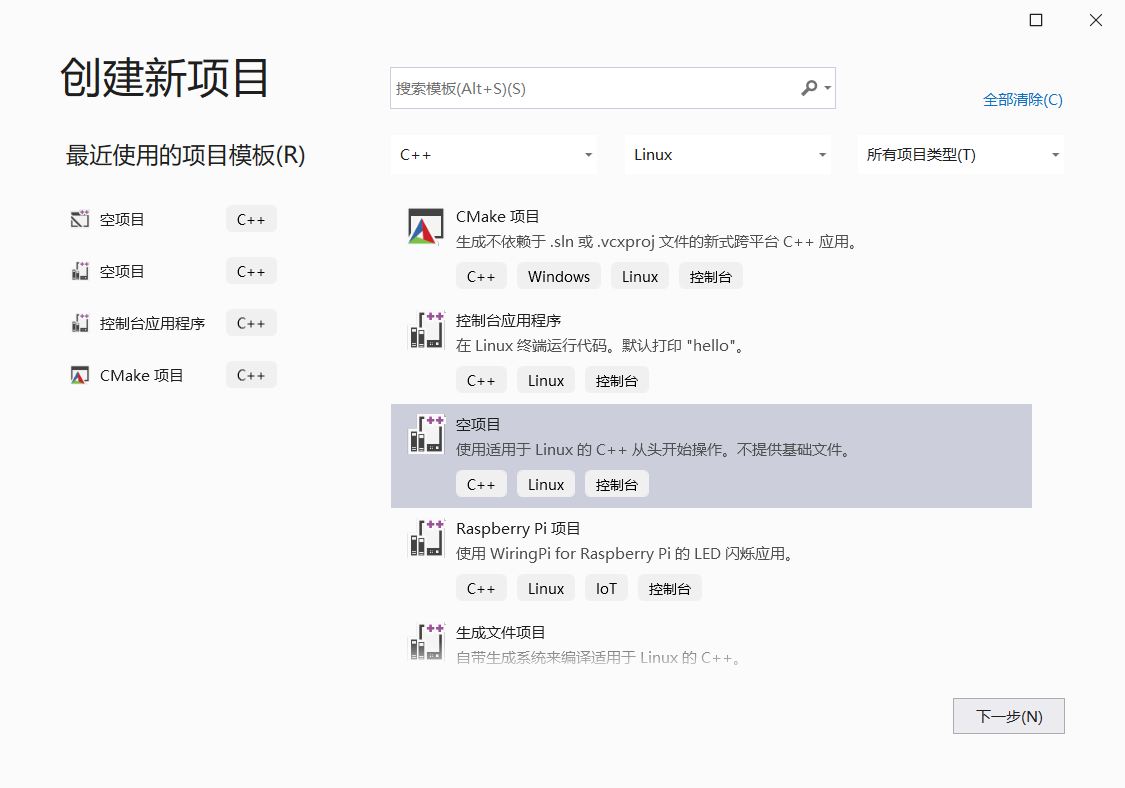 创建新项目
搜索模板(Alt+S)(S)
全部清除(C)
最近使用的项目模板(R)
C++
Linux
所有项目类型(T)
空项目
C++
空项目
C++
控制台应用程序
C++
CMake 项目
C++
CMake 项目
生成不依赖于 .sln 或 .vcxproj 文件的新式跨平台 C++ 应用。
C++ Windows Linux 控制台
控制台应用程序
在 Linux 终端运行代码。默认打印 "hello"。
C++ Linux 控制台
空项目
使用适用于 Linux 的 C++ 从头开始操作。不提供基础文件。
C++ Linux 控制台
Raspberry Pi 项目
使用 WiringPi for Raspberry Pi 的 LED 闪烁应用。
C++ Linux IoT 控制台
生成文件项目
自带生成系统来编译适用于 Linux 的 C++。
下一步(N)